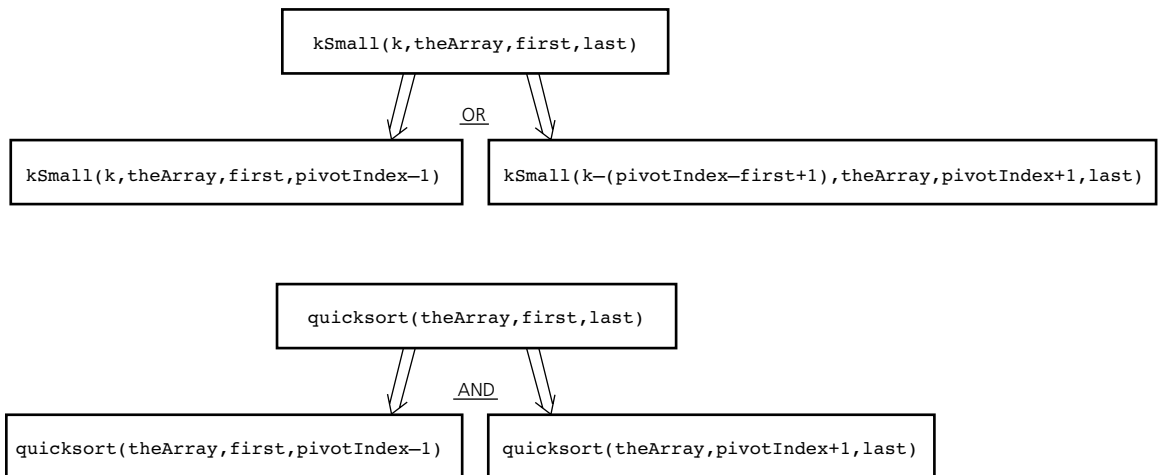 kSmall(k,theArray,first,last)
OR
kSmall(k,theArray,first,pivotIndex–1)
kSmall(k–(pivotIndex–first+1),theArray,pivotIndex+1,last)
quicksort(theArray,first,last)
AND
quicksort(theArray,first,pivotIndex–1)
quicksort(theArray,pivotIndex+1,last)